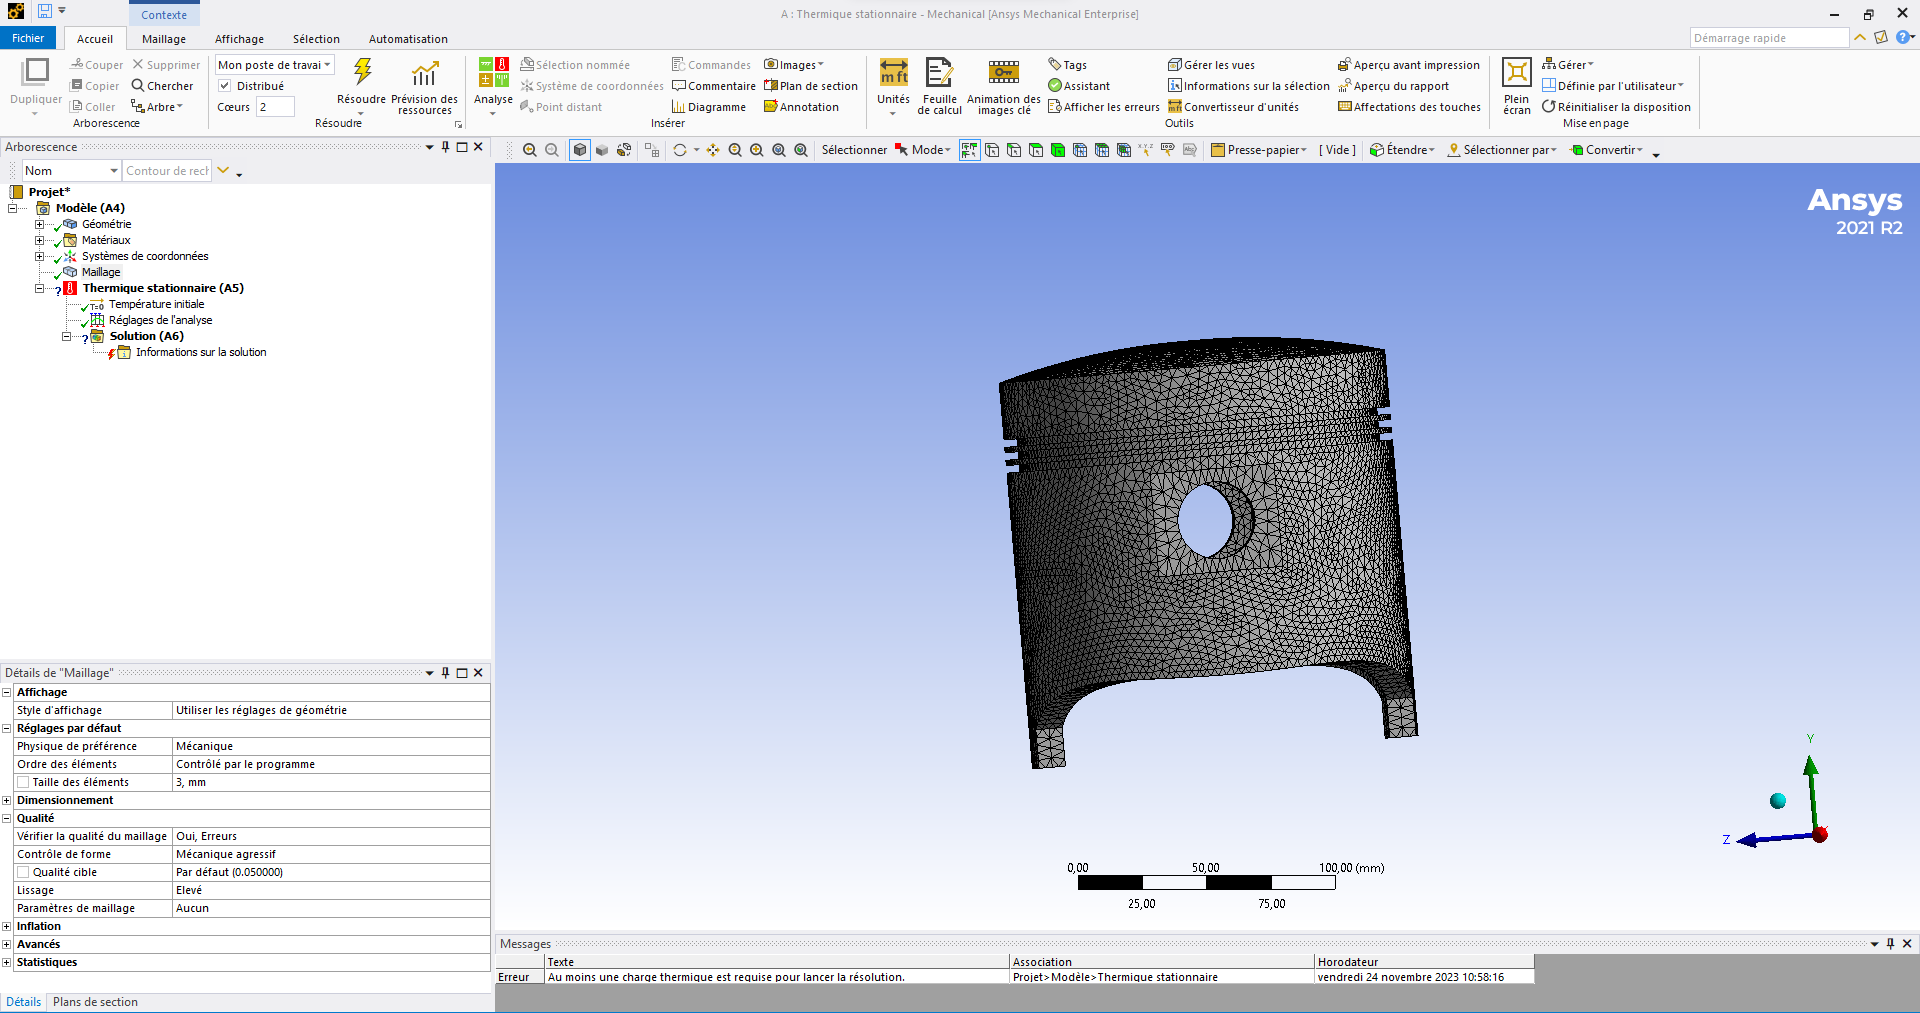 Contexte
A : Thermique stationnaire - Mechanical [Ansys Mechanical Enterprise]
Fichier Accueil Maillage Affichage Sélection Automatisation Démarrage rapide
Dupliquer Couper Supprimer
Copier Chercher
Coller Arbre
Arborescence
Mon poste de travai
Distribué
Cœurs 2
Résoudre
Prévision des ressources
Résoudre
Analyse
Sélection nommée Commandes Images
Système de coordonnées Commentaire Plan de section
Point distant Diagramme Annotation
Insérer
Unités
Feuille de calcul
Animation des images clé
Tags Gérer les vues Aperçu avant impression
Assistant Informations sur la sélection Aperçu du rapport
Afficher les erreurs Convertisseur d'unités Affectations des touches
Outils
Plein écran
Gérer
Définie par l'utilisateur
Réinitialiser la disposition
Mise en page
Arborescence
Sélectionner Mode Presse-papier [ Vide ] Étendre Sélectionner par Convertir
Nom Contour de rech
Projet*
Modèle (A4)
Géométrie
Matériaux
Systèmes de coordonnées
Maillage
Thermique stationnaire (A5)
Température initiale
Réglages de l'analyse
Solution (A6)
Informations sur la solution
Ansys
2021 R2
Détails de "Maillage"
Affichage
Style d'affichage Utiliser les réglages de géométrie
Réglages par défaut
Physique de préférence Mécanique
Ordre des éléments Contrôlé par le programme
Taille des éléments 3, mm
Dimensionnement
Qualité
Vérifier la qualité du maillage Oui, Erreurs
Contrôle de forme Mécanique agressif
Qualité cible Par défaut (0.050000)
Lissage Elevé
Paramètres de maillage Aucun
Inflation
Avancés
Statistiques
Détails Plans de section
Y
Z
0,00 50,00 100,00 (mm)
25,00 75,00
Messages
Texte Association Horodateur
Erreur Au moins une charge thermique est requise pour lancer la résolution. Projet>Modèle>Thermique stationnaire vendredi 24 novembre 2023 10:58:16